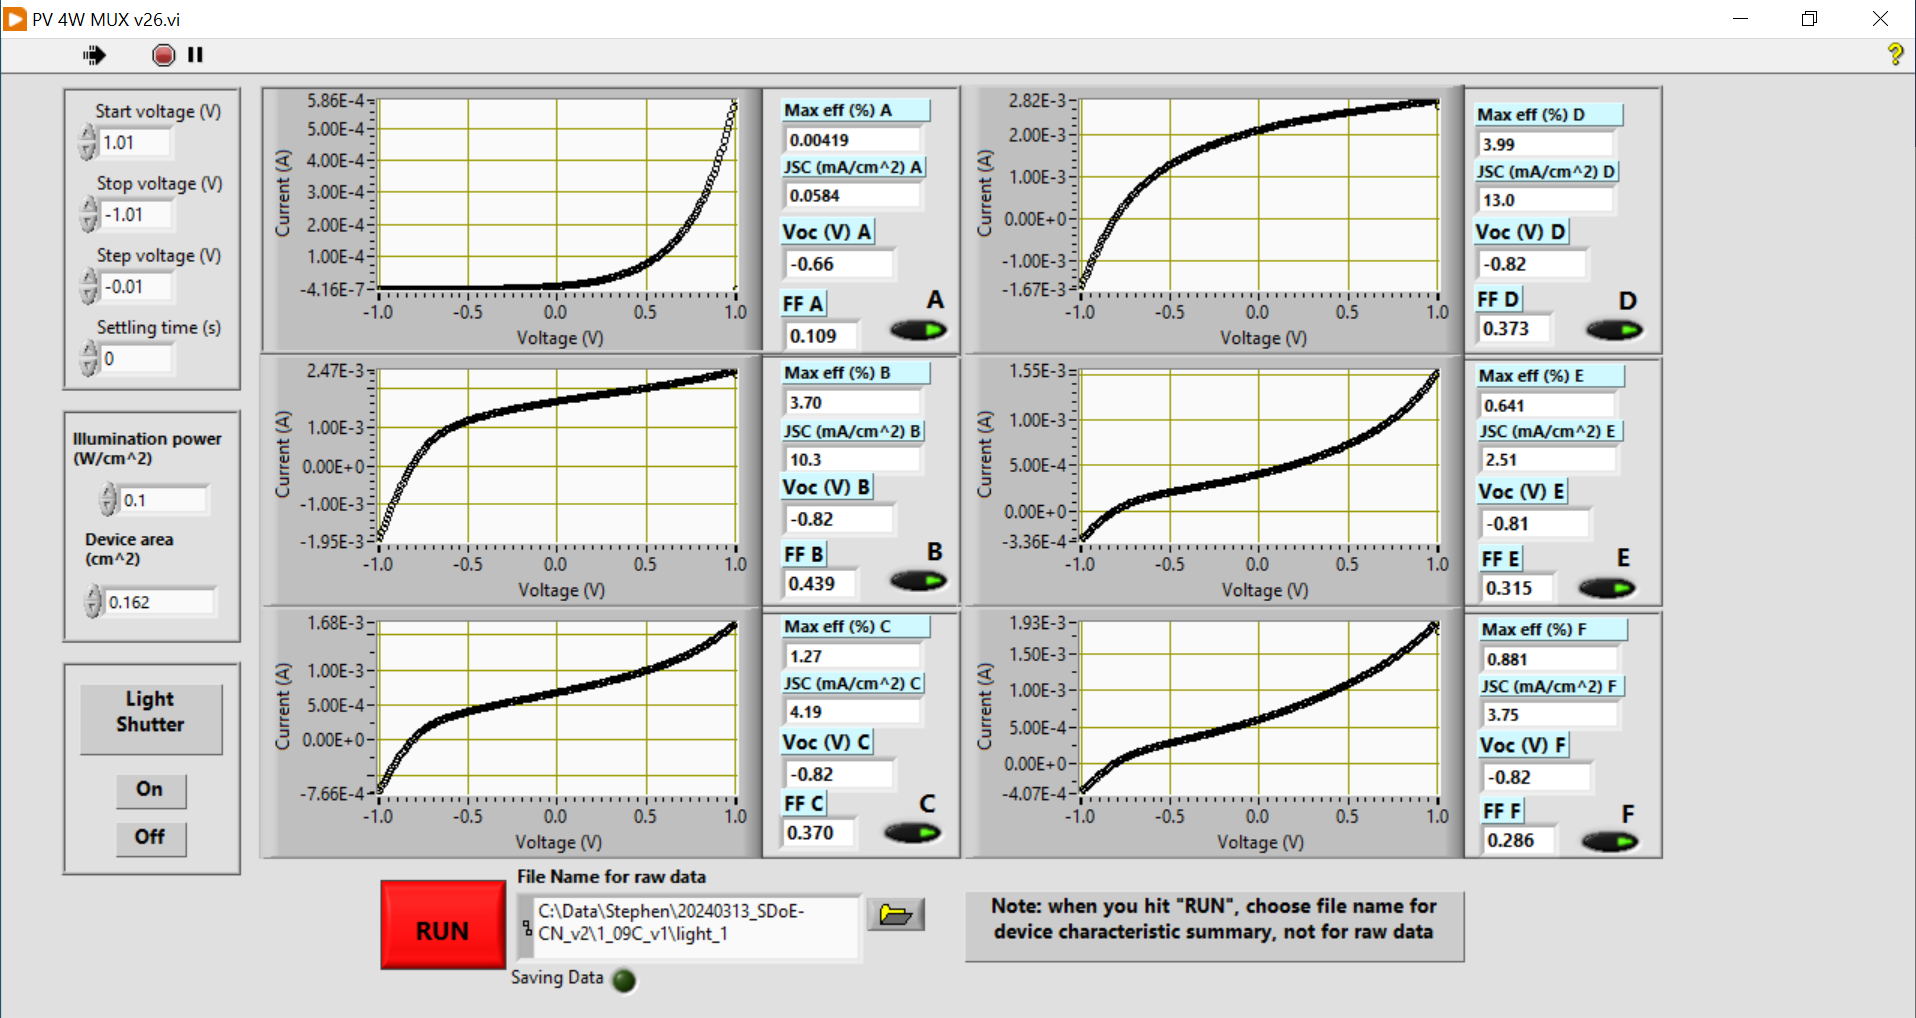 PV 4W MUX v26.vi
?
Start voltage (V)
1.01
Stop voltage (V)
-1.01
Step voltage (V)
-0.01
Settling time (s)
0
Illumination power
(W/cm^2)
0.1
Device area
(cm^2)
0.162
Light
Shutter
On
Off
Current (A)
5.86E-4
5.00E-4
4.00E-4
3.00E-4
2.00E-4
1.00E-4
-4.16E-7
-1.0 -0.5 0.0 0.5 1.0
Voltage (V)
Max eff (%) A
0.00419
JSC (mA/cm^2) A
0.0584
Voc (V) A
-0.66
FF A
0.109
A
Current (A)
2.82E-3
2.00E-3
1.00E-3
0.00E+0
-1.00E-3
-1.67E-3
-1.0 -0.5 0.0 0.5 1.0
Voltage (V)
Max eff (%) D
3.99
JSC (mA/cm^2) D
13.0
Voc (V) D
-0.82
FF D
0.373
D
Current (A)
2.47E-3
1.00E-3
0.00E+0
-1.00E-3
-1.95E-3
-1.0 -0.5 0.0 0.5 1.0
Voltage (V)
Max eff (%) B
3.70
JSC (mA/cm^2) B
10.3
Voc (V) B
-0.82
FF B
0.439
B
Current (A)
1.55E-3
1.00E-3
5.00E-4
0.00E+0
-3.36E-4
-1.0 -0.5 0.0 0.5 1.0
Voltage (V)
Max eff (%) E
0.641
JSC (mA/cm^2) E
2.51
Voc (V) E
-0.81
FF E
0.315
E
Current (A)
1.68E-3
1.00E-3
5.00E-4
0.00E+0
-7.66E-4
-1.0 -0.5 0.0 0.5 1.0
Voltage (V)
Max eff (%) C
1.27
JSC (mA/cm^2) C
4.19
Voc (V) C
-0.82
FF C
0.370
C
Current (A)
1.93E-3
1.50E-3
1.00E-3
5.00E-4
0.00E+0
-4.07E-4
-1.0 -0.5 0.0 0.5 1.0
Voltage (V)
Max eff (%) F
0.881
JSC (mA/cm^2) F
3.75
Voc (V) F
-0.82
FF F
0.286
F
RUN
File Name for raw data
C:\Data\Stephen\20240313_SDoE-
CN_v2\1_09C_v1\light_1
Saving Data
Note: when you hit "RUN", choose file name for
device characteristic summary, not for raw data